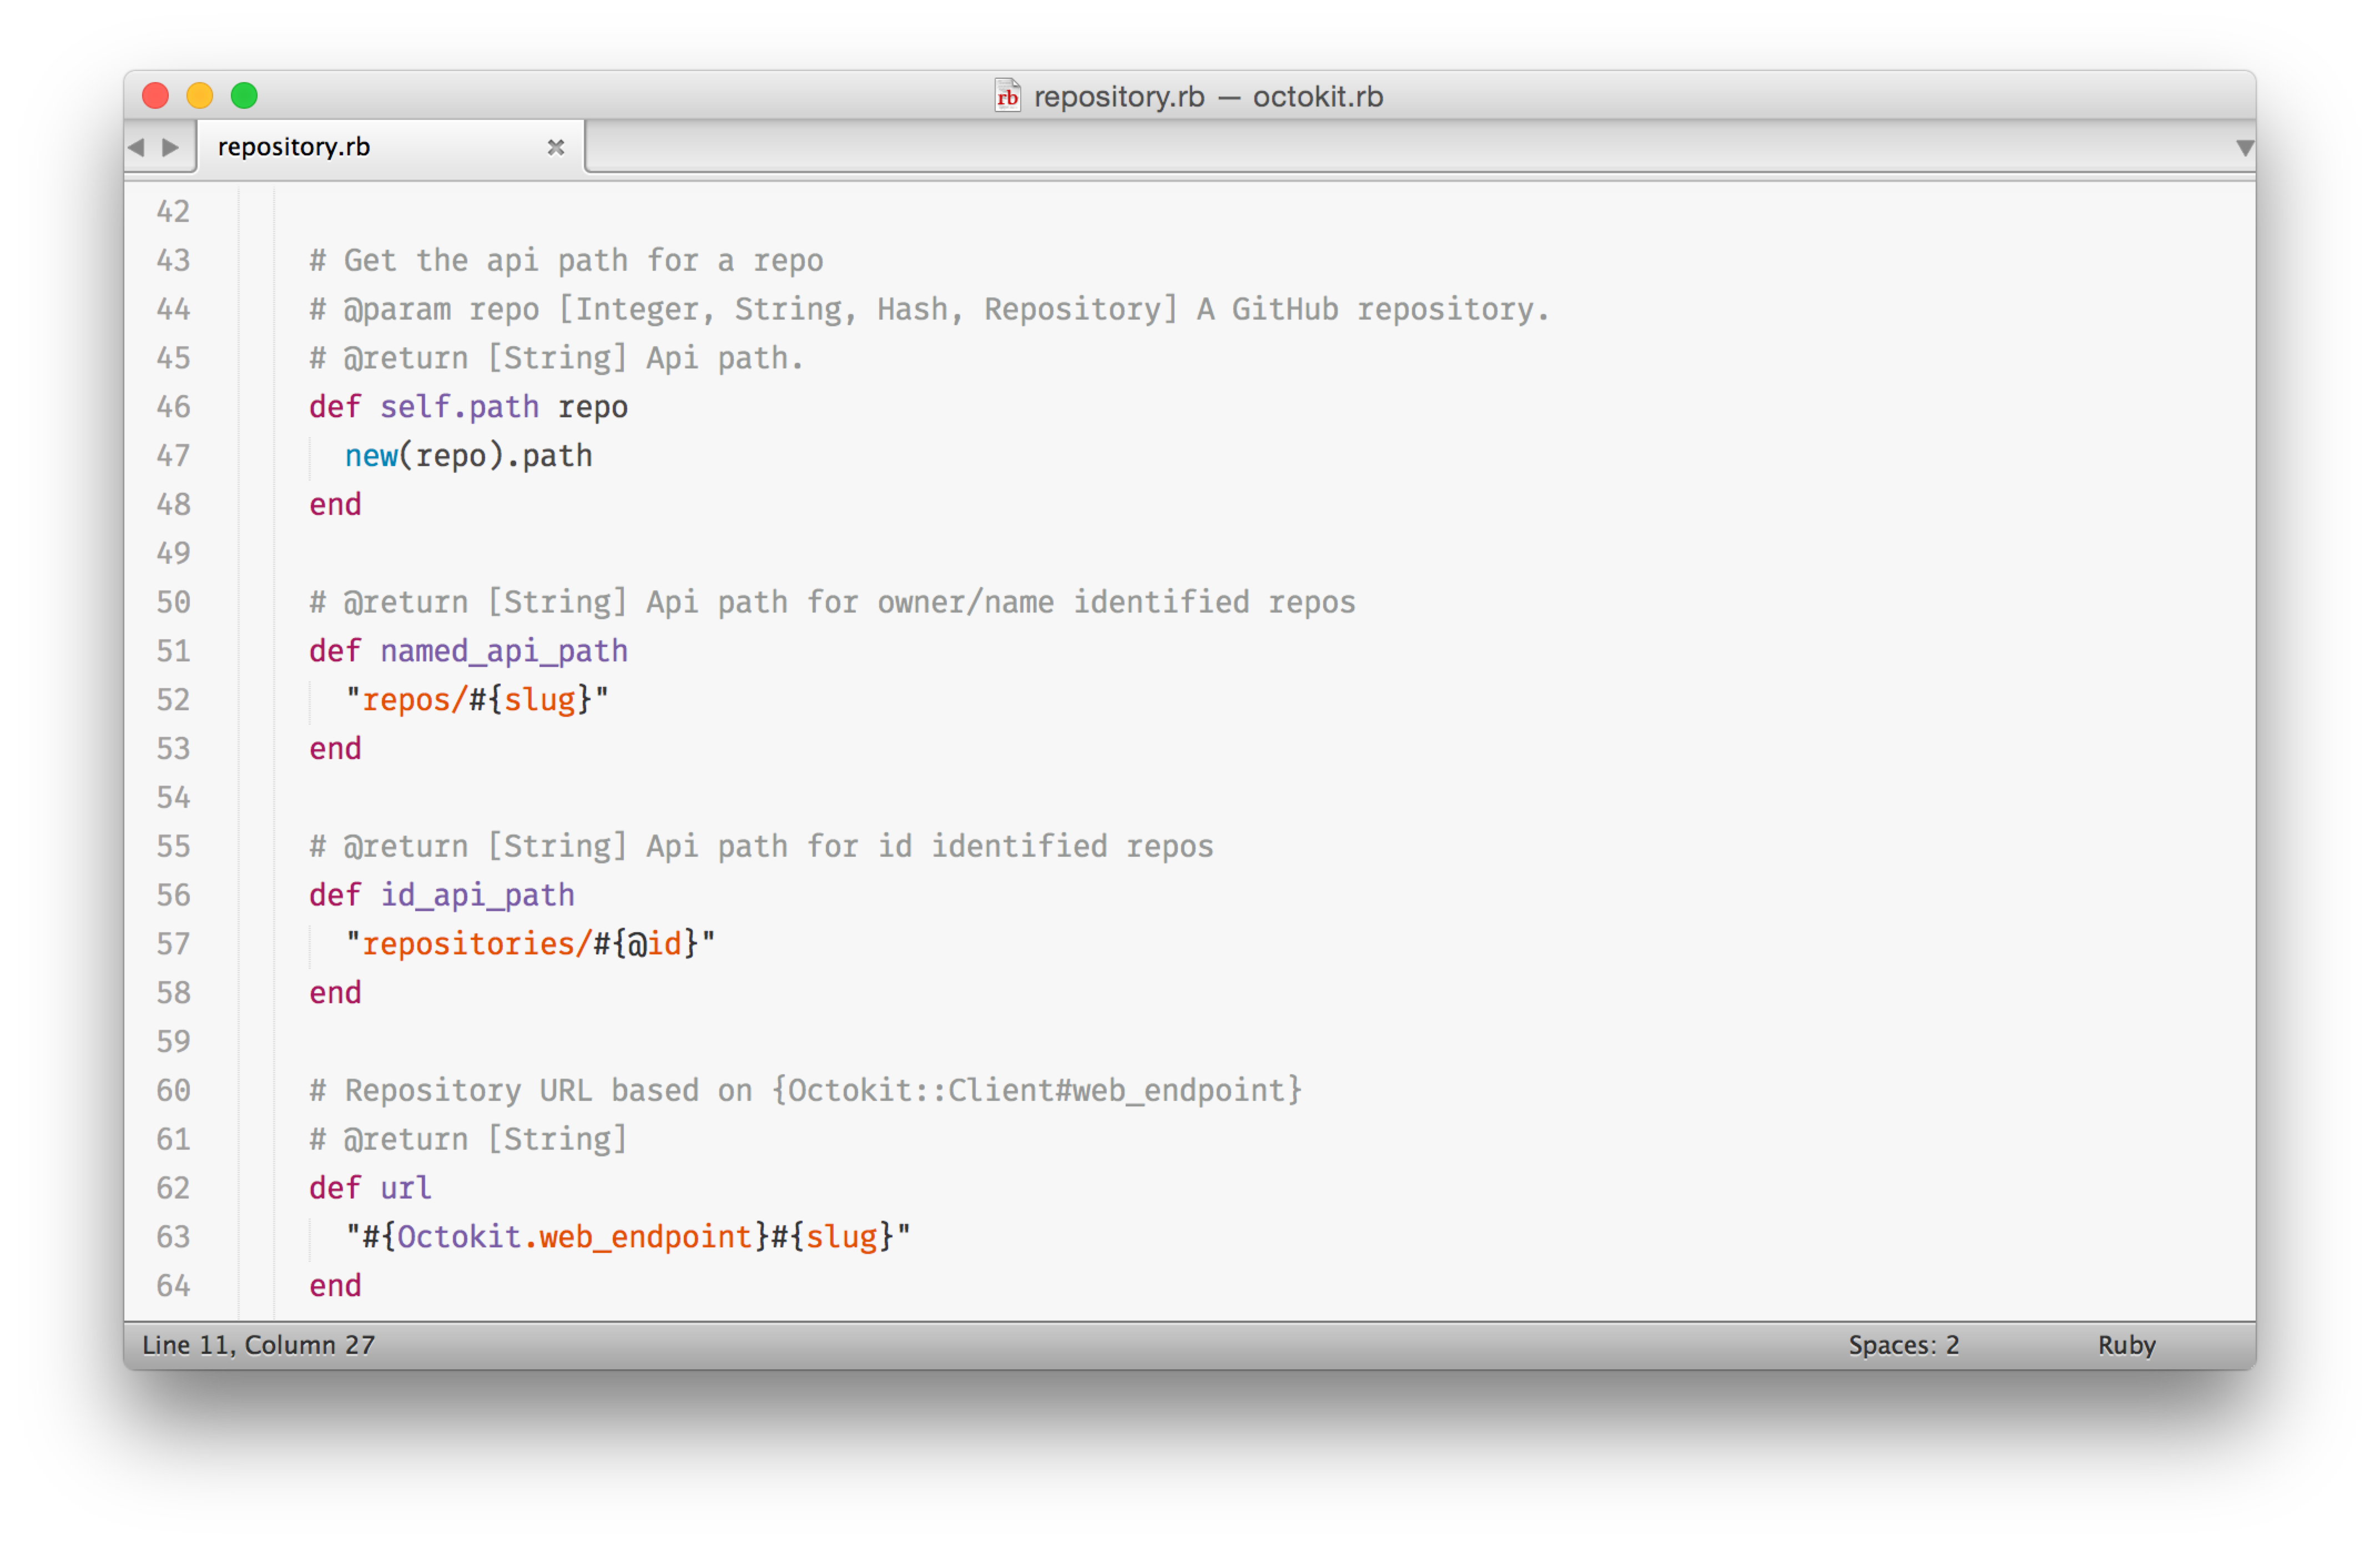 repository.rb — octokit.rb
repository.rb
42
43 # Get the api path for a repo
44 # @param repo [Integer, String, Hash, Repository] A GitHub repository.
45 # @return [String] Api path.
46 def self.path repo
47 new(repo).path
48 end
49
50 # @return [String] Api path for owner/name identified repos
51 def named_api_path
52 "repos/#{slug}"
53 end
54
55 # @return [String] Api path for id identified repos
56 def id_api_path
57 "repositories/#{@id}"
58 end
59
60 # Repository URL based on {Octokit::Client#web_endpoint}
61 # @return [String]
62 def url
63 "#{Octokit.web_endpoint}#{slug}"
64 end
Line 11, Column 27 Spaces: 2 Ruby